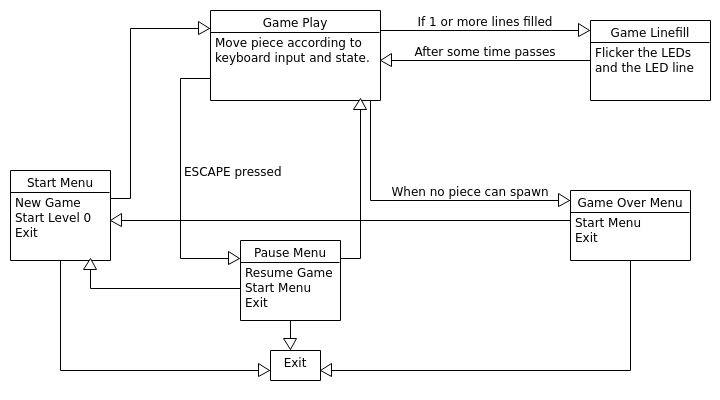 Game Play
Move piece according to
keyboard input and state.
If 1 or more lines filled
After some time passes
Game Linefill
Flicker the LEDs
and the LED line
ESCAPE pressed
Start Menu
New Game
Start Level 0
Exit
When no piece can spawn
Game Over Menu
Start Menu
Exit
Pause Menu
Resume Game
Start Menu
Exit
Exit